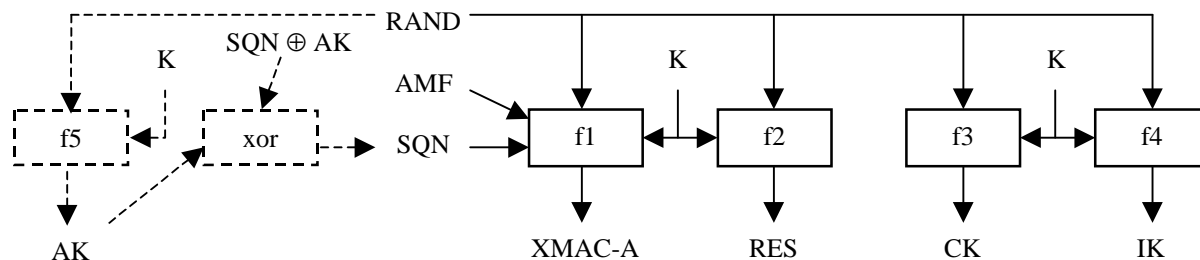 RAND
SQN ⊕ AK
K
K
K
AMF
f5
xor
SQN
f1
f2
f3
f4
AK
XMAC-A
RES
CK
IK